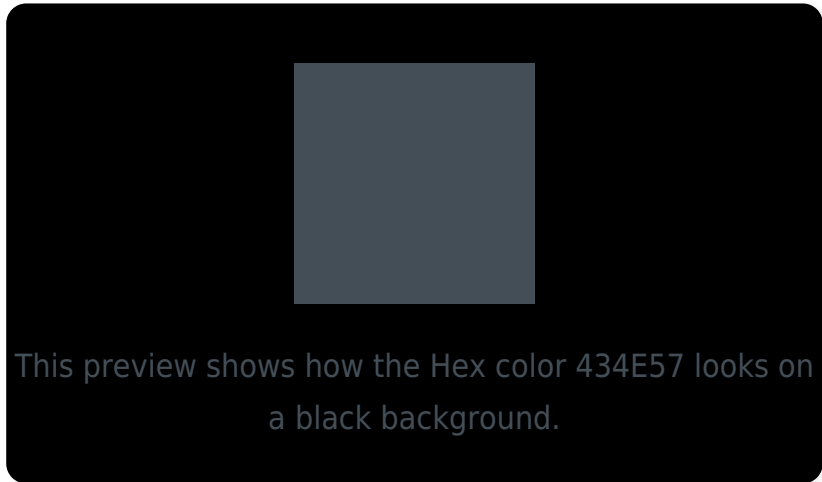 This preview shows how the Hex color 434E57 looks on
a black background.